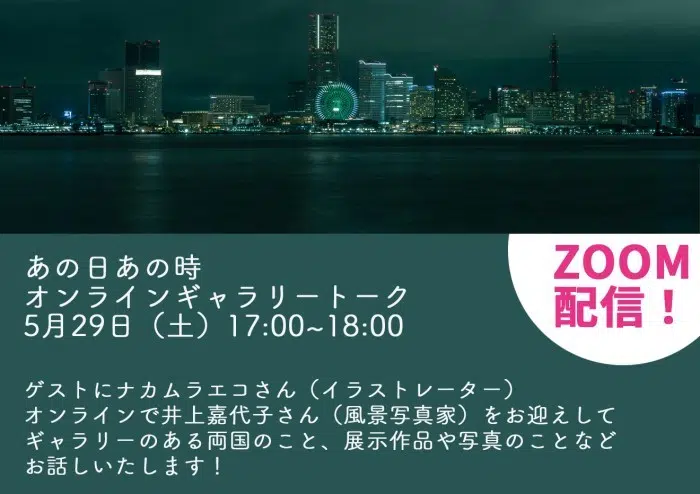 あの日あの時
オンラインギャラリートーク
5月29日（土）17:00~18:00
ZOOM
配信！
ゲストにナカムラエコさん（イラストレーター）
オンラインで井上嘉代子さん（風景写真家）をお迎えして
ギャラリーのある両国のこと、展示作品や写真のことなど
お話しいたします！